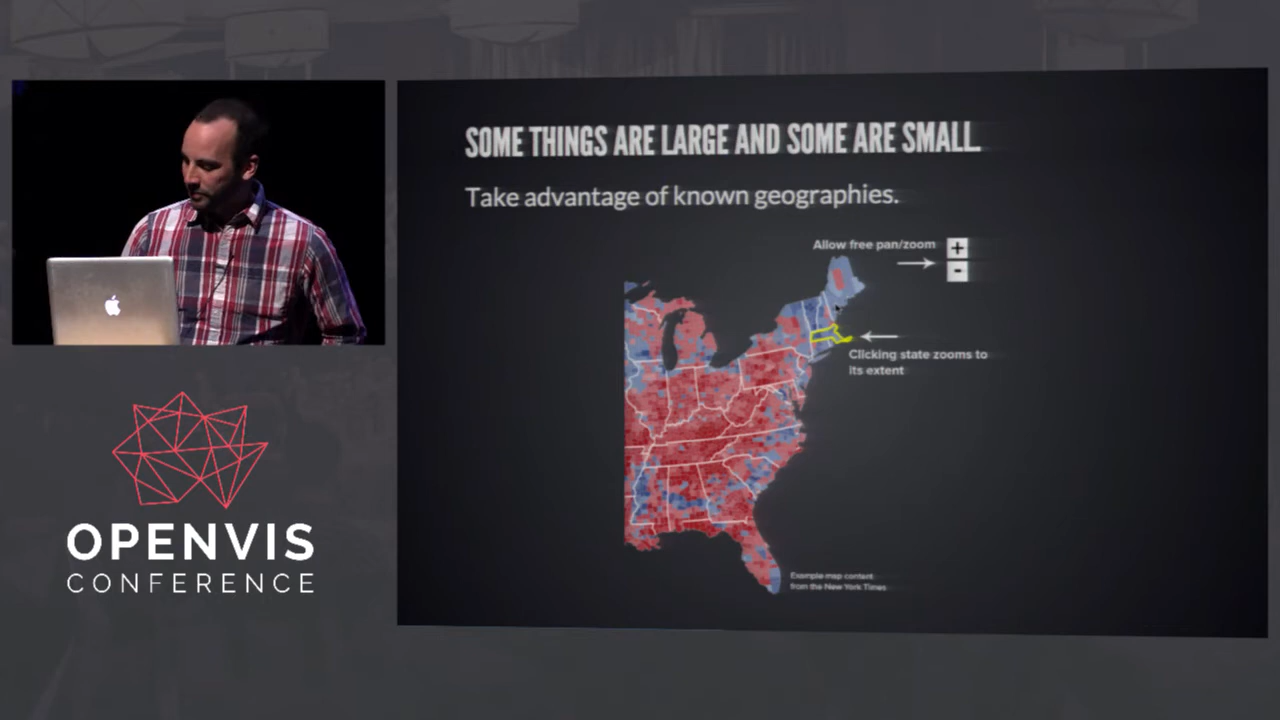 SOME THINGS ARE LARGE AND SOME ARE SMALL.
Take advantage of known geographies.
Allow free pan/zoom
+
-
Clicking state zooms to
its extent
Example map content
from the New York Times
OPENVIS
CONFERENCE